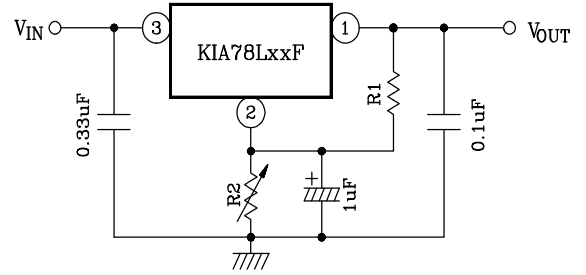 VIN
3
KIA78LxxF
1
VOUT
2
R1
0.33uF
0.1uF
R2
+
1uF